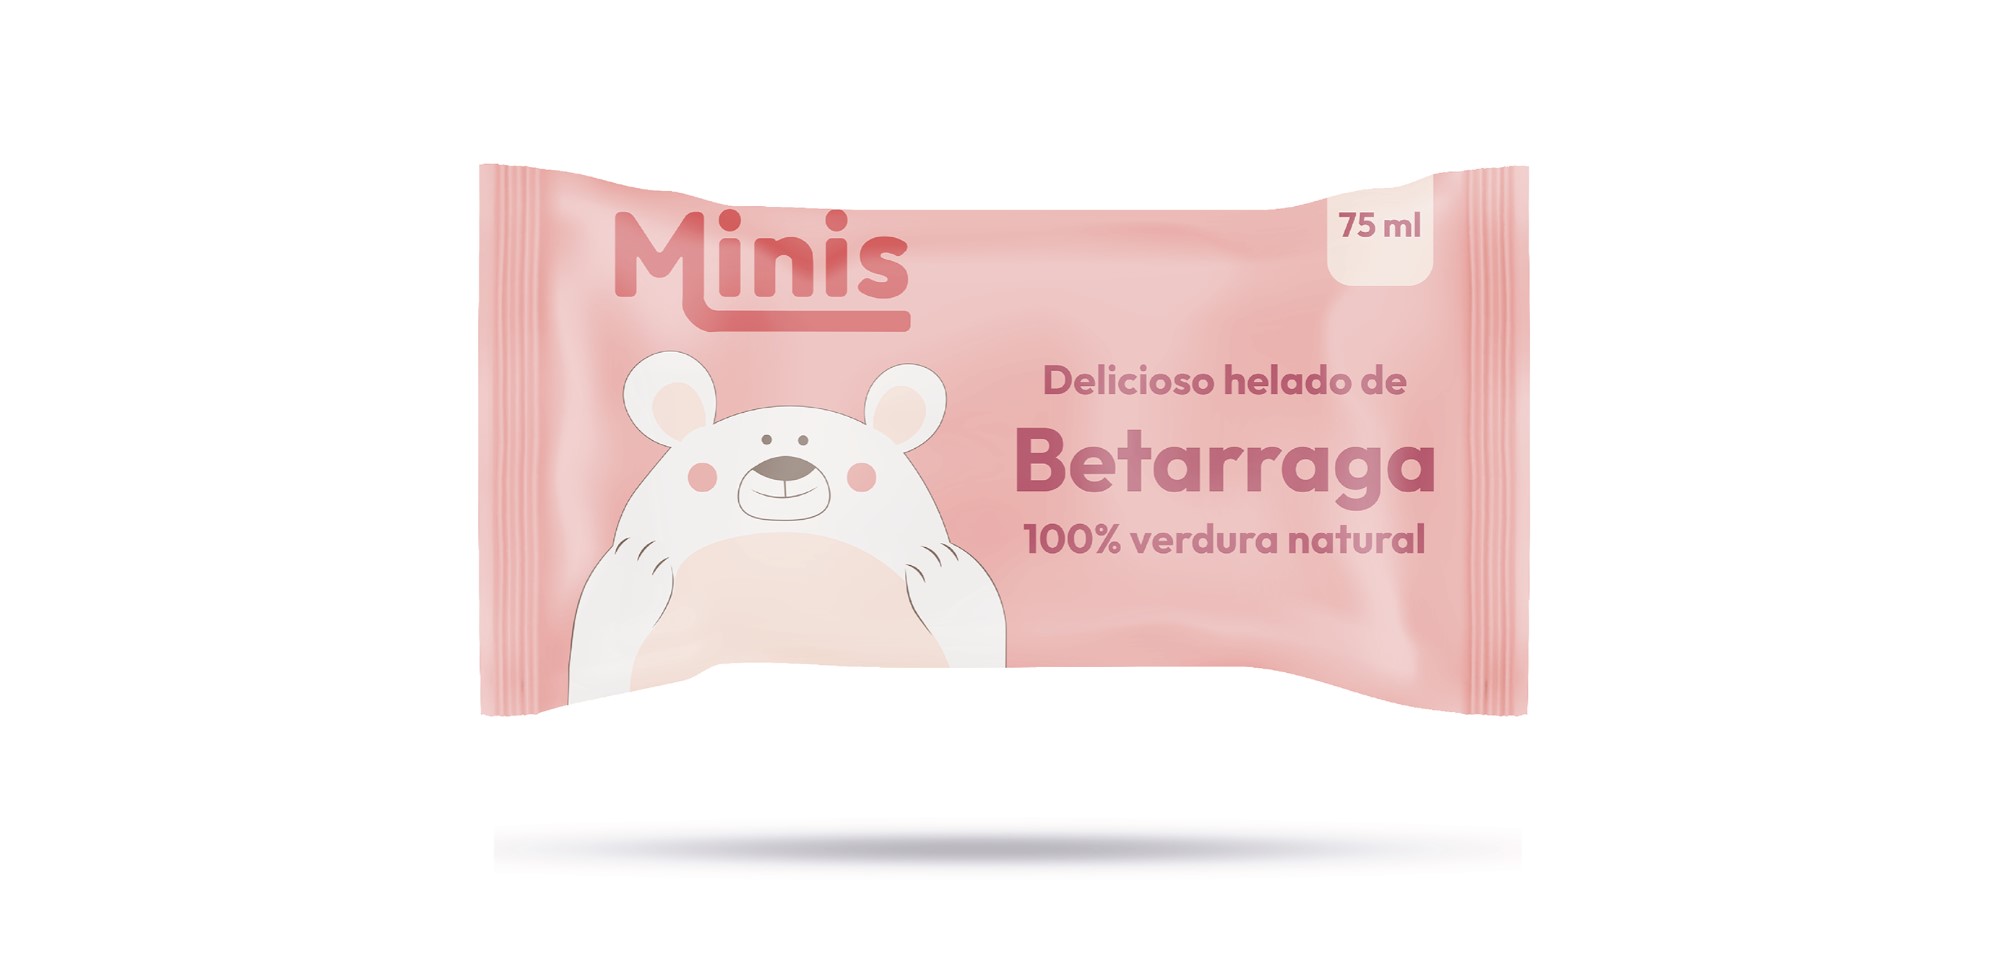 Minis
75 ml
Delicioso helado de
Betarraga
100% verdura natural